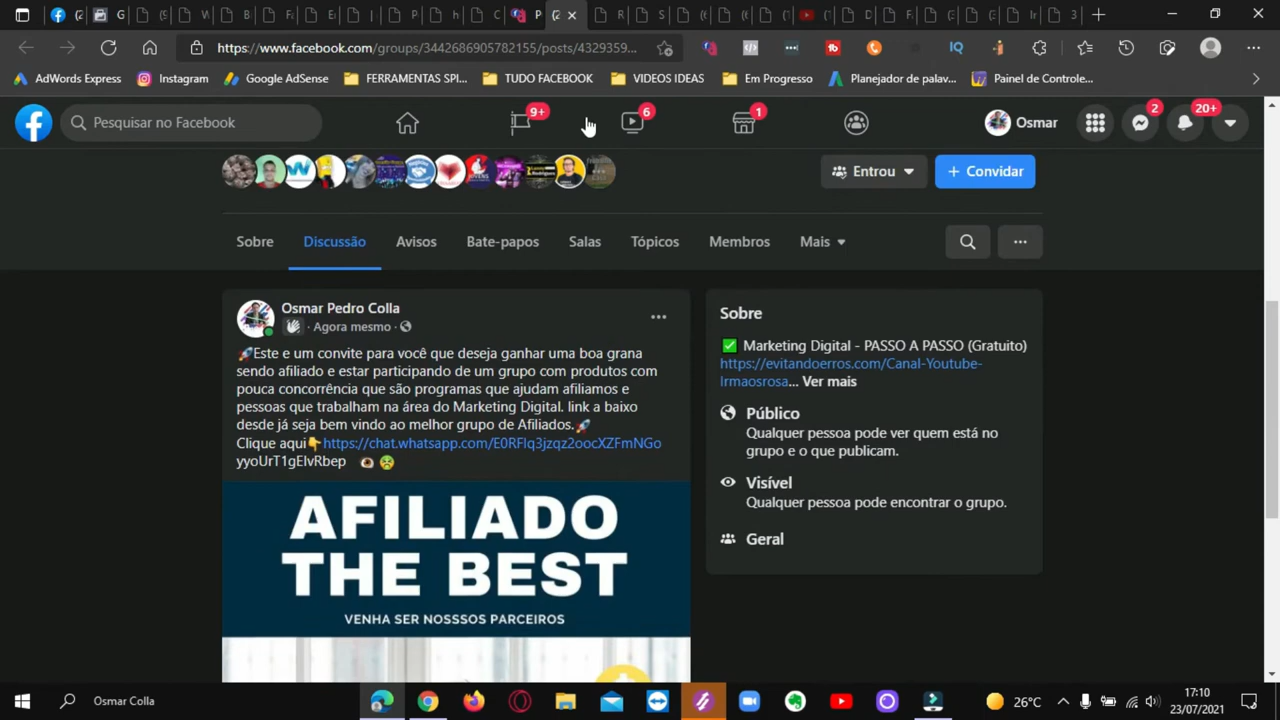 https://www.facebook.com/groups/3442686905782155/posts/4329359...
AdWords Express
Instagram
Google AdSense
FERRAMENTAS SPI...
TUDO FACEBOOK
VIDEOS IDEAS
Em Progresso
Planejador de palav...
Painel de Controle...
Pesquisar no Facebook
9+
6
1
Osmar
2
20+
Entrou
+ Convidar
Sobre
Discussão
Avisos
Bate-papos
Salas
Tópicos
Membros
Mais
Osmar Pedro Colla
· Agora mesmo ·
🚀Este e um convite para você que deseja ganhar uma boa grana
sendo afiliado e estar participando de um grupo com produtos com
pouca concorrência que são programas que ajudam afiliamos e
pessoas que trabalham na área do Marketing Digital. link a baixo
desde já seja bem vindo ao melhor grupo de Afiliados.🚀
Clique aqui👇https://chat.whatsapp.com/E0RFlq3jzqz2oocXZFmNGo
yyoUrT1gElvRbep
AFILIADO
THE BEST
VENHA SER NOSSSOS PARCEIROS
Sobre
✅ Marketing Digital - PASSO A PASSO (Gratuito)
https://evitandoerros.com/Canal-Youtube-
Irmaosrosa... Ver mais
Público
Qualquer pessoa pode ver quem está no
grupo e o que publicam.
Visível
Qualquer pessoa pode encontrar o grupo.
Geral
Osmar Colla
26°C
17:10
23/07/2021